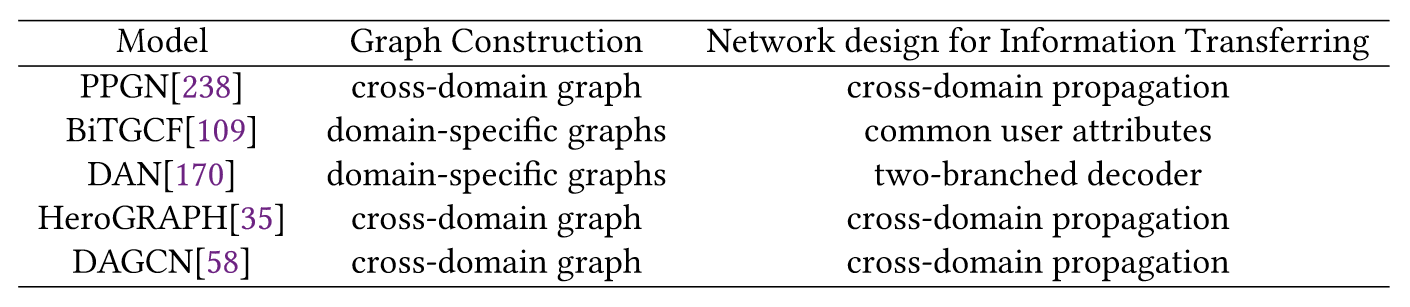 Model Graph Construction Network design for Information Transferring
PPGN[238] cross-domain graph cross-domain propagation
BiTGCF[109] domain-specific graphs common user attributes
DAN[170] domain-specific graphs two-branched decoder
HeroGRAPH[35] cross-domain graph cross-domain propagation
DAGCN[58] cross-domain graph cross-domain propagation